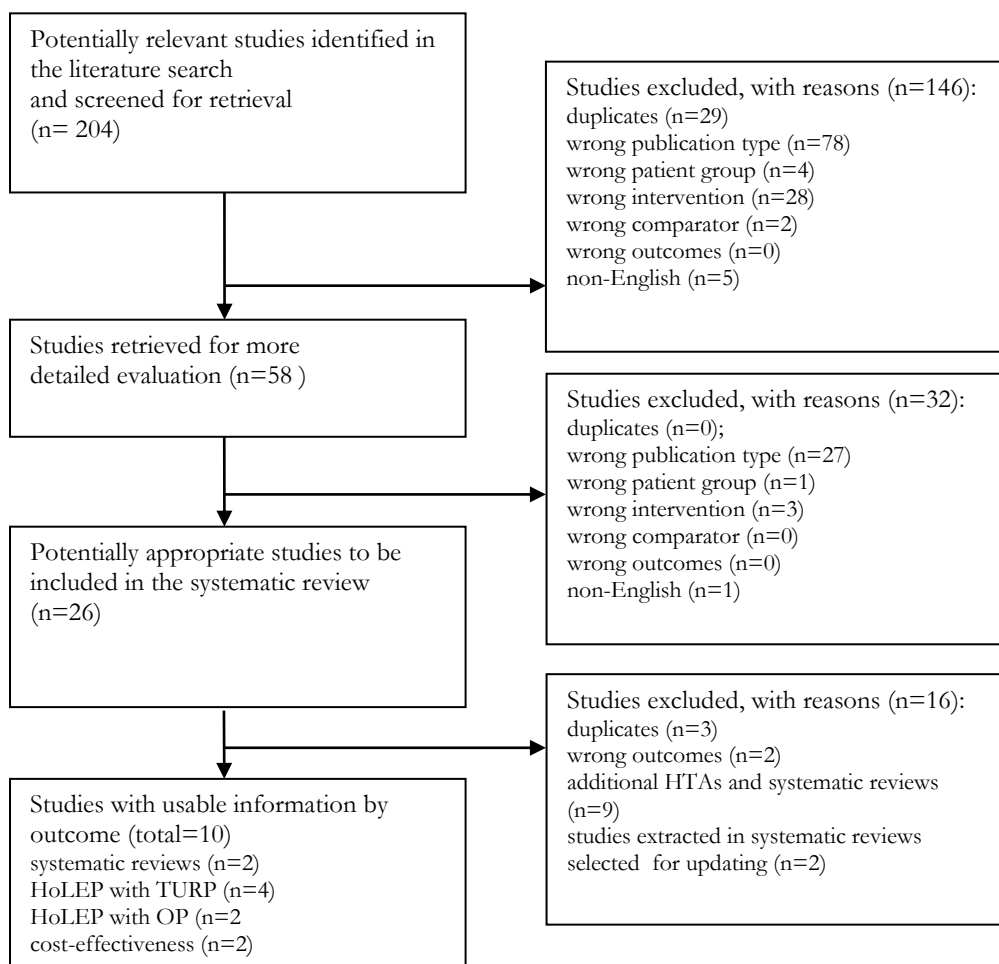 Potentially relevant studies identified in
the literature search
and screened for retrieval
(n= 204)
Studies excluded, with reasons (n=146):
duplicates (n=29)
wrong publication type (n=78)
wrong patient group (n=4)
wrong intervention (n=28)
wrong comparator (n=2)
wrong outcomes (n=0)
non-English (n=5)
Studies retrieved for more
detailed evaluation (n=58 )
Studies excluded, with reasons (n=32):
duplicates (n=0);
wrong publication type (n=27)
wrong patient group (n=1)
wrong intervention (n=3)
wrong comparator (n=0)
wrong outcomes (n=0)
non-English (n=1)
Potentially appropriate studies to be
included in the systematic review
(n=26)
Studies excluded, with reasons (n=16):
duplicates (n=3)
wrong outcomes (n=2)
additional HTAs and systematic reviews
(n=9)
studies extracted in systematic reviews
selected  for updating (n=2)
Studies with usable information by
outcome (total=10)
systematic reviews (n=2)
HoLEP with TURP (n=4)
HoLEP with OP (n=2
cost-effectiveness (n=2)